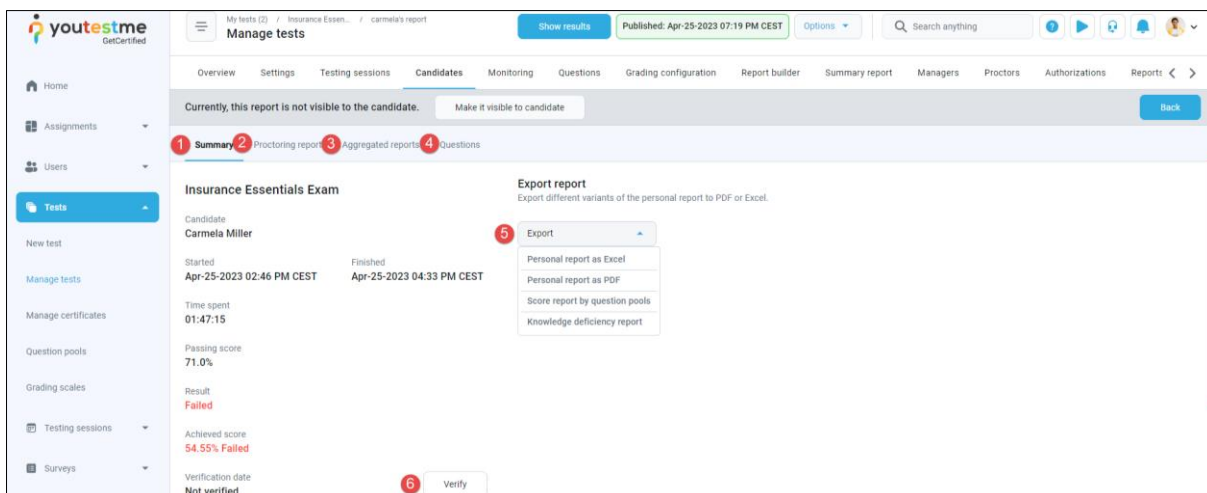 youtestme
GetCertified
My tests (2) / Insurance Essen... / carmela's report
Manage tests
Show results
Published: Apr-25-2023 07:19 PM CEST
Options
Search anything
?
Overview Settings Testing sessions Candidates Monitoring Questions Grading configuration Report builder Summary report Managers Proctors Authorizations Reports
Currently, this report is not visible to the candidate.
Make it visible to candidate
Back
1 Summary 2 Proctoring report 3 Aggregated reports 4 Questions
Home
Assignments
Users
Tests
New test
Manage tests
Manage certificates
Question pools
Grading scales
Testing sessions
Surveys
Insurance Essentials Exam
Candidate
Carmela Miller
Started
Apr-25-2023 02:46 PM CEST
Finished
Apr-25-2023 04:33 PM CEST
Time spent
01:47:15
Passing score
71.0%
Result
Failed
Achieved score
54.55% Failed
Verification date
Not verified
6 Verify
Export report
Export different variants of the personal report to PDF or Excel.
5 Export
Personal report as Excel
Personal report as PDF
Score report by question pools
Knowledge deficiency report